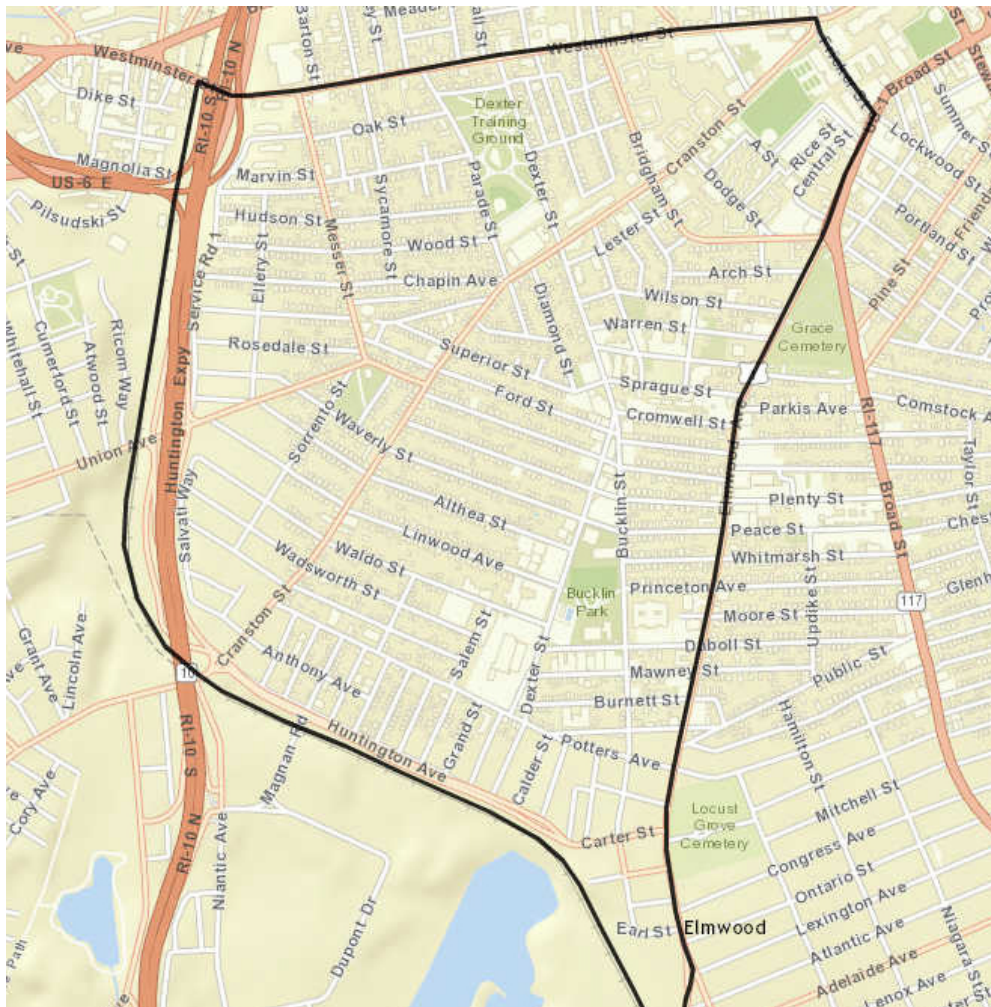 Westminster St
Barton St
RI-10 N
Broad St
Westminster
Dike St
RI-10 S
Dexter
Training
Ground
Oak St
Cranston St
A St
Rice St
Central St
Summer St
Lockwood St
Magnolia St
US-6 E
Pilsudski St
Marvin St
Hudson St
Sycamore St
Parade St
Dexter St
Bridgham St
Dodge St
Portland St
Messer St
Wood St
Lester St
Pine St
Service Rd 1
Ellery St
Chapin Ave
Diamond St
Arch St
Wilson St
Warren St
Grace
Cemetery
Whitehall St
Cumerford St
Atwood St
Ricom Way
Rosedale St
Superior St
Ford St
Sprague St
Cromwell St
Parkis Ave
Comstock A
RI-117
Huntington Expy
Union Ave
Sorrento St
Waverly St
Elmwood Ave
Taylor St
Salvati Way
Althea St
Bucklin St
Plenty St
Broad St
Linwood Ave
Peace St
Waldo St
Whitmarsh St
Wadsworth St
Bucklin
Park
Princeton Ave
Updike St
117
Moore St
Cranston St
Salem St
Daboll St
Grant Ave
Lincoln Ave
Anthony Ave
Dexter St
Mawney St
Public St
10
Burnett St
RI-10 S
Magnan Rd
Huntington Ave
Grand St
Calder St
Potters Ave
Hamilton St
Cory Ave
RI-10 N
Niantic Ave
Carter St
Locust
Grove
Cemetery
Mitchell St
Congress Ave
Ontario St
Dupont Dr
Earl St
Elmwood
Lexington Ave
Atlantic Ave
Niagara St
Adelaide Ave
Lenox Ave
Path